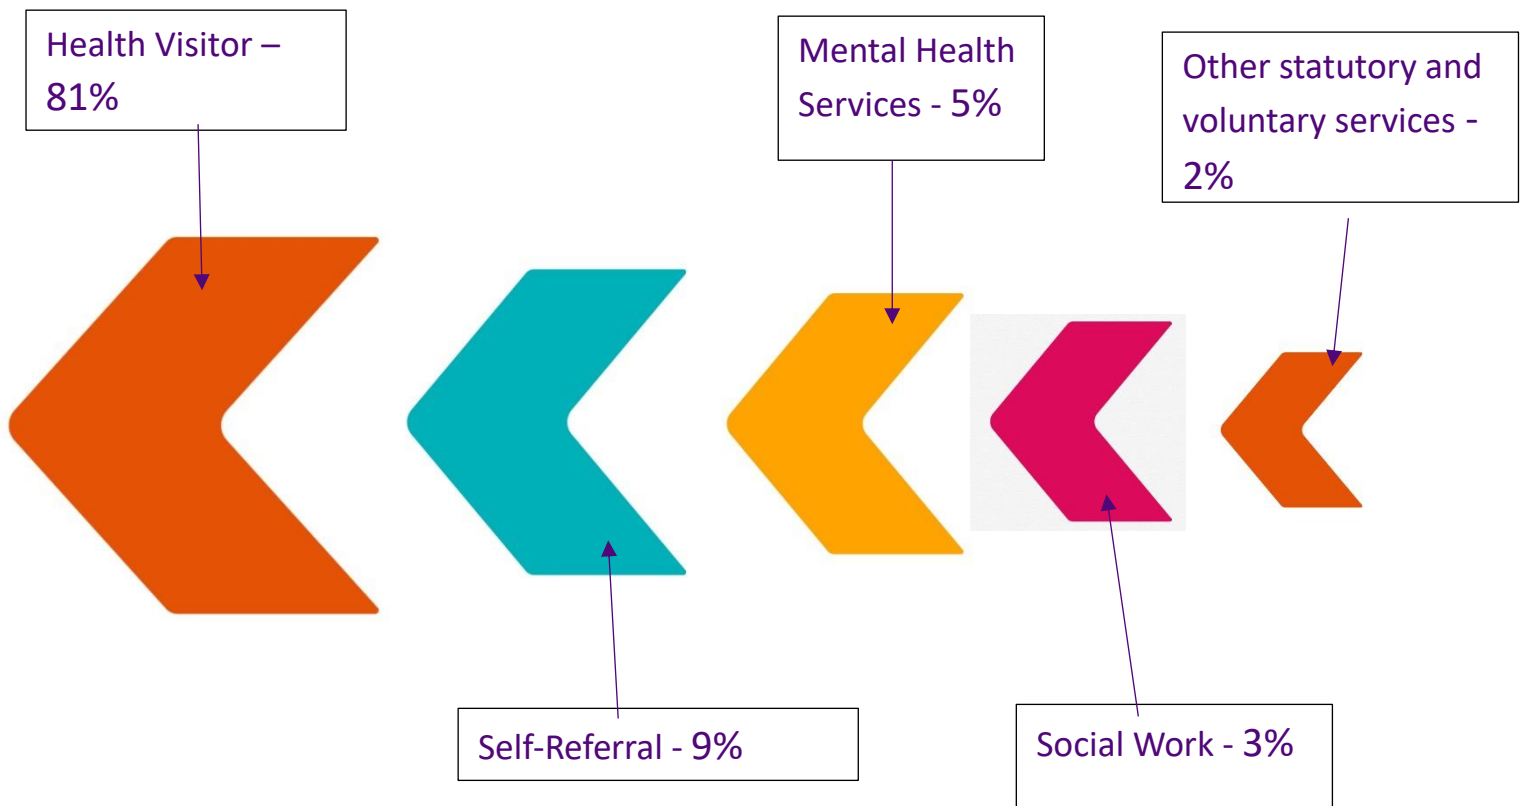 Health Visitor –
81%
Mental Health
Services - 5%
Other statutory and
voluntary services -
2%
Self-Referral - 9%
Social Work - 3%